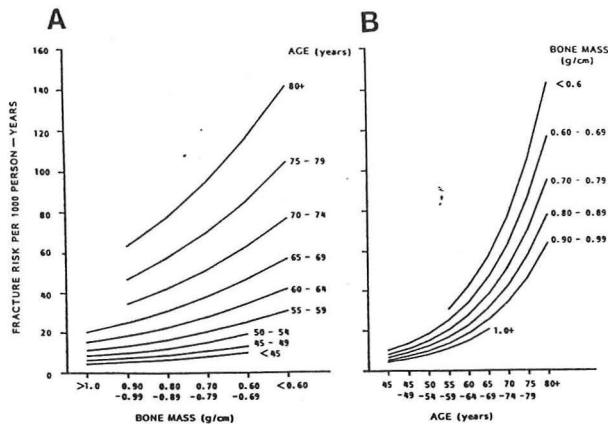 A
FRACTURE RISK PER 1000 PERSON—YEARS
160
140
120
100
80
60
40
20
0
AGE (years)
80+
75 - 79
70 - 74
65 - 69
60 - 64
55 - 59
50 - 54
45 - 49
<45
>1.0 0.90 0.80 0.70 0.60 <0.60
-0.99 -0.89 -0.79 -0.69
BONE MASS (g/cm)
B
BONE MASS
(g/cm)
<0.6
0.60 - 0.69
0.70 - 0.79
0.80 - 0.89
0.90 - 0.99
1.0+
45 45 50 55 60 65 70 75 80+
-49 -54 -59 -64 -69 -74 -79
AGE (years)